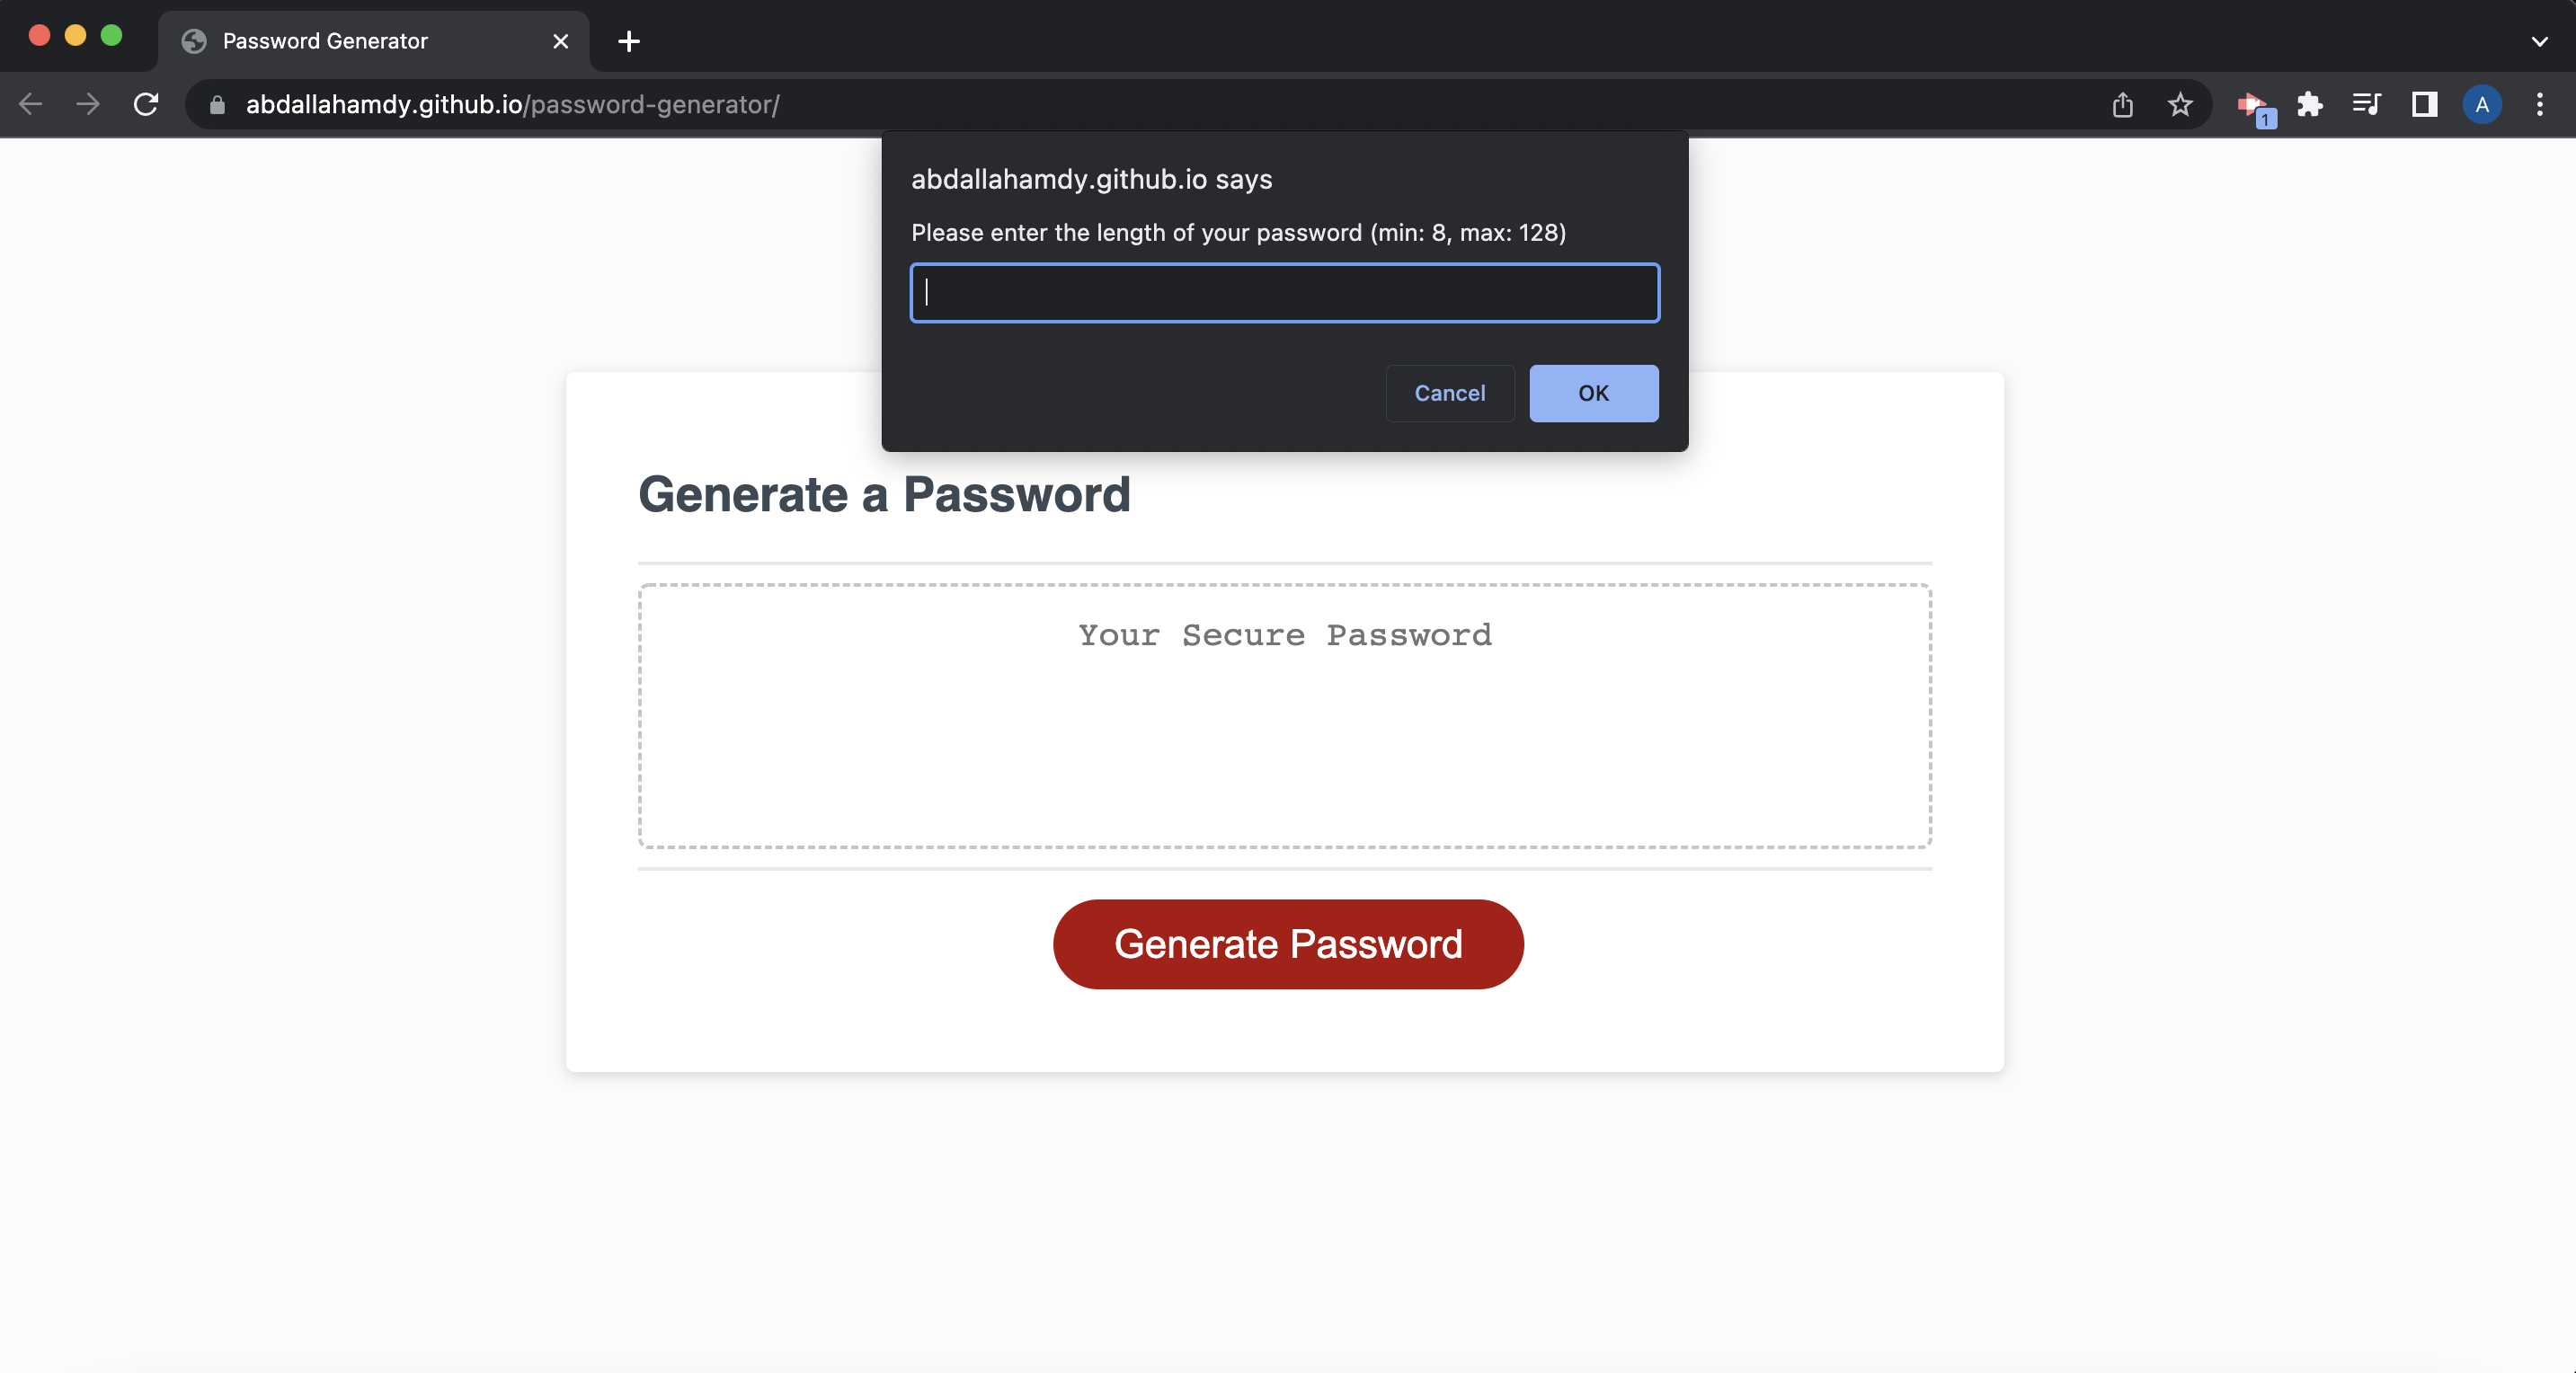 Password Generator
abdallahamdy.github.io/password-generator/
1
A
abdallahamdy.github.io says
Please enter the length of your password (min: 8, max: 128)
Cancel
OK
Generate a Password
Your Secure Password
Generate Password